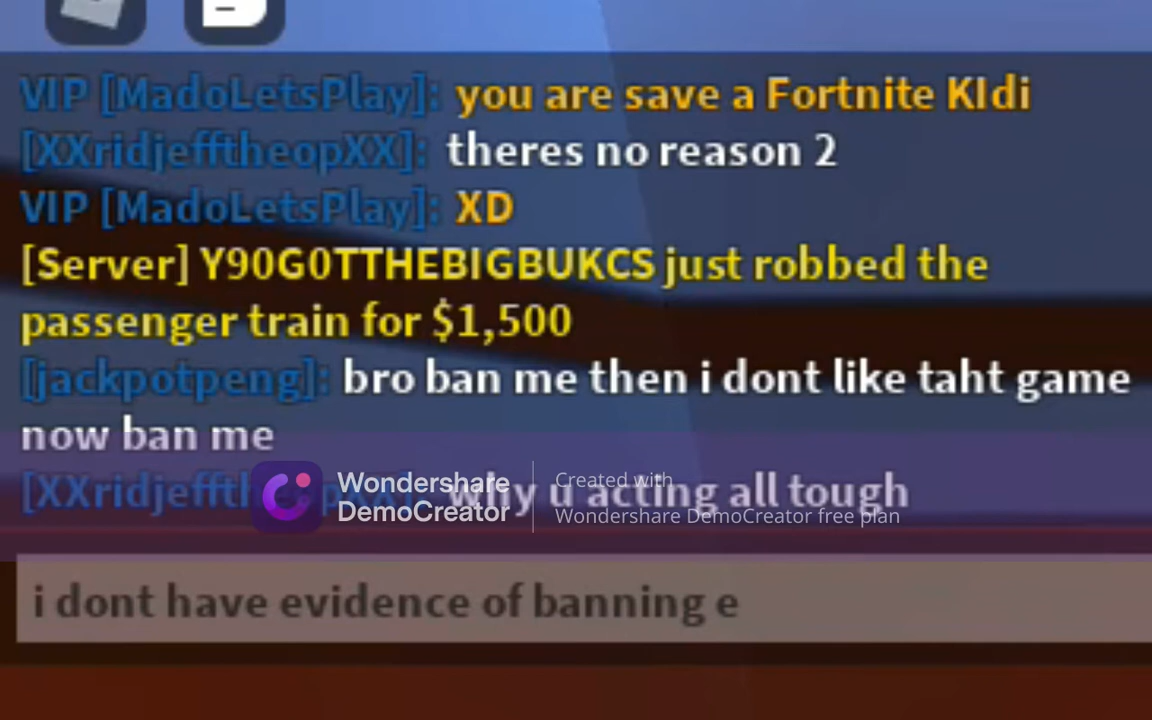 VIP [MadoLetsPlay]: you are save a Fortnite KIdi
[XXridjefftheopXX]: theres no reason 2
VIP [MadoLetsPlay]: XD
[Server] Y90G0TTHEBIGBUKCS just robbed the
passenger train for $1,500
[jackpotpeng]: bro ban me then i dont like taht game
now ban me
[XXridjefftheopXX]: why u acting all tough
Wondershare
DemoCreator
Created with
Wondershare DemoCreator free plan
i dont have evidence of banning e